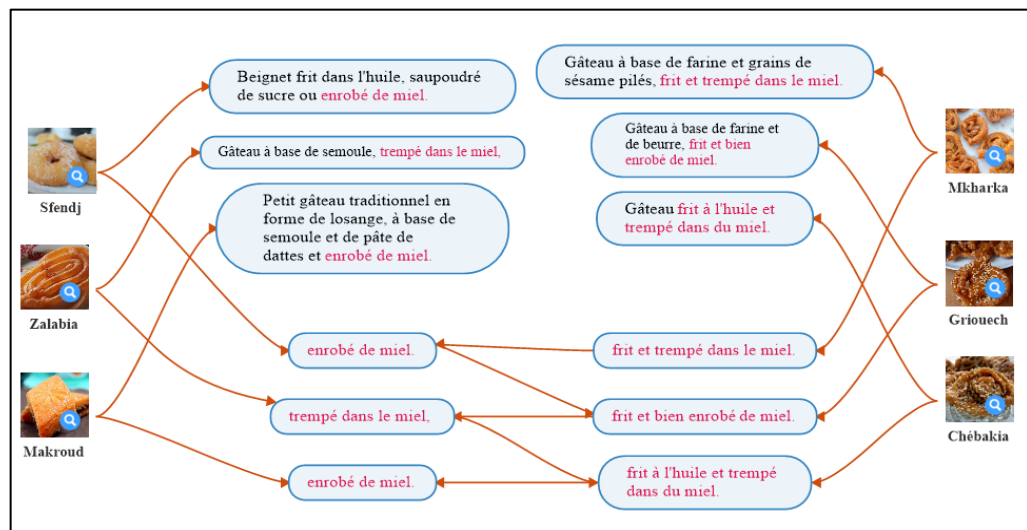 Beignet frit dans l'huile, saupoudré
de sucre ou enrobé de miel.
Gâteau à base de farine et grains de
sésame pilés, frit et trempé dans le miel.
Sfendj
Gâteau à base de semoule, trempé dans le miel,
Gâteau à base de farine et
de beurre, frit et bien
enrobé de miel.
Mkharka
Petit gâteau traditionnel en
forme de losange, à base de
semoule et de pâte de
dattes et enrobé de miel.
Gâteau frit à l'huile et
trempé dans du miel.
Zalabia
Griouech
enrobé de miel.
frit et trempé dans le miel.
trempé dans le miel,
frit et bien enrobé de miel.
Makroud
Chébakia
enrobé de miel.
frit à l'huile et trempé
dans du miel.